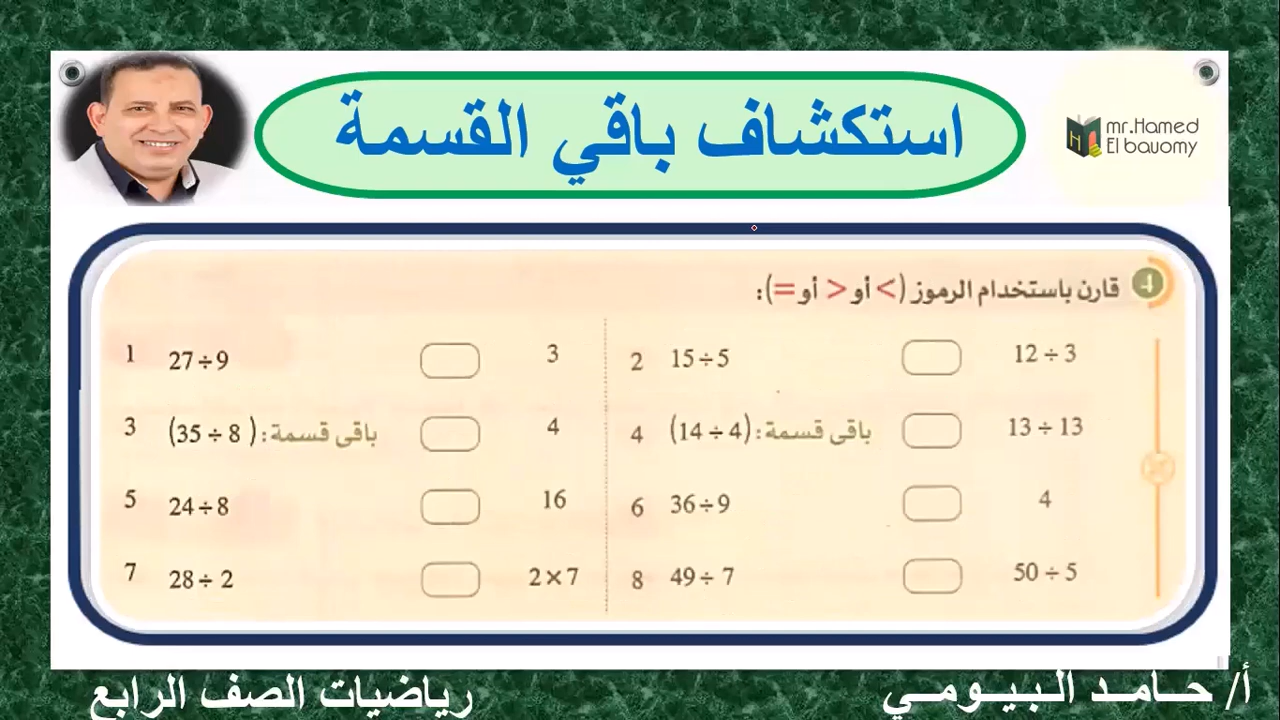 استكشاف باقي القسمة
mr.Hamed
El bauomy
4 قارن باستخدام الرموز (< أو > أو =):
1 27÷9 3
2 15÷5 12÷3
3 باقى قسمة: (35÷8) 4
4 باقى قسمة: (14÷4) 13÷13
5 24÷8 16
6 36÷9 4
7 28÷2 2×7
8 49÷7 50÷5
أ/ حـامـد الـبـيـومـي
رياضيات الصف الرابع